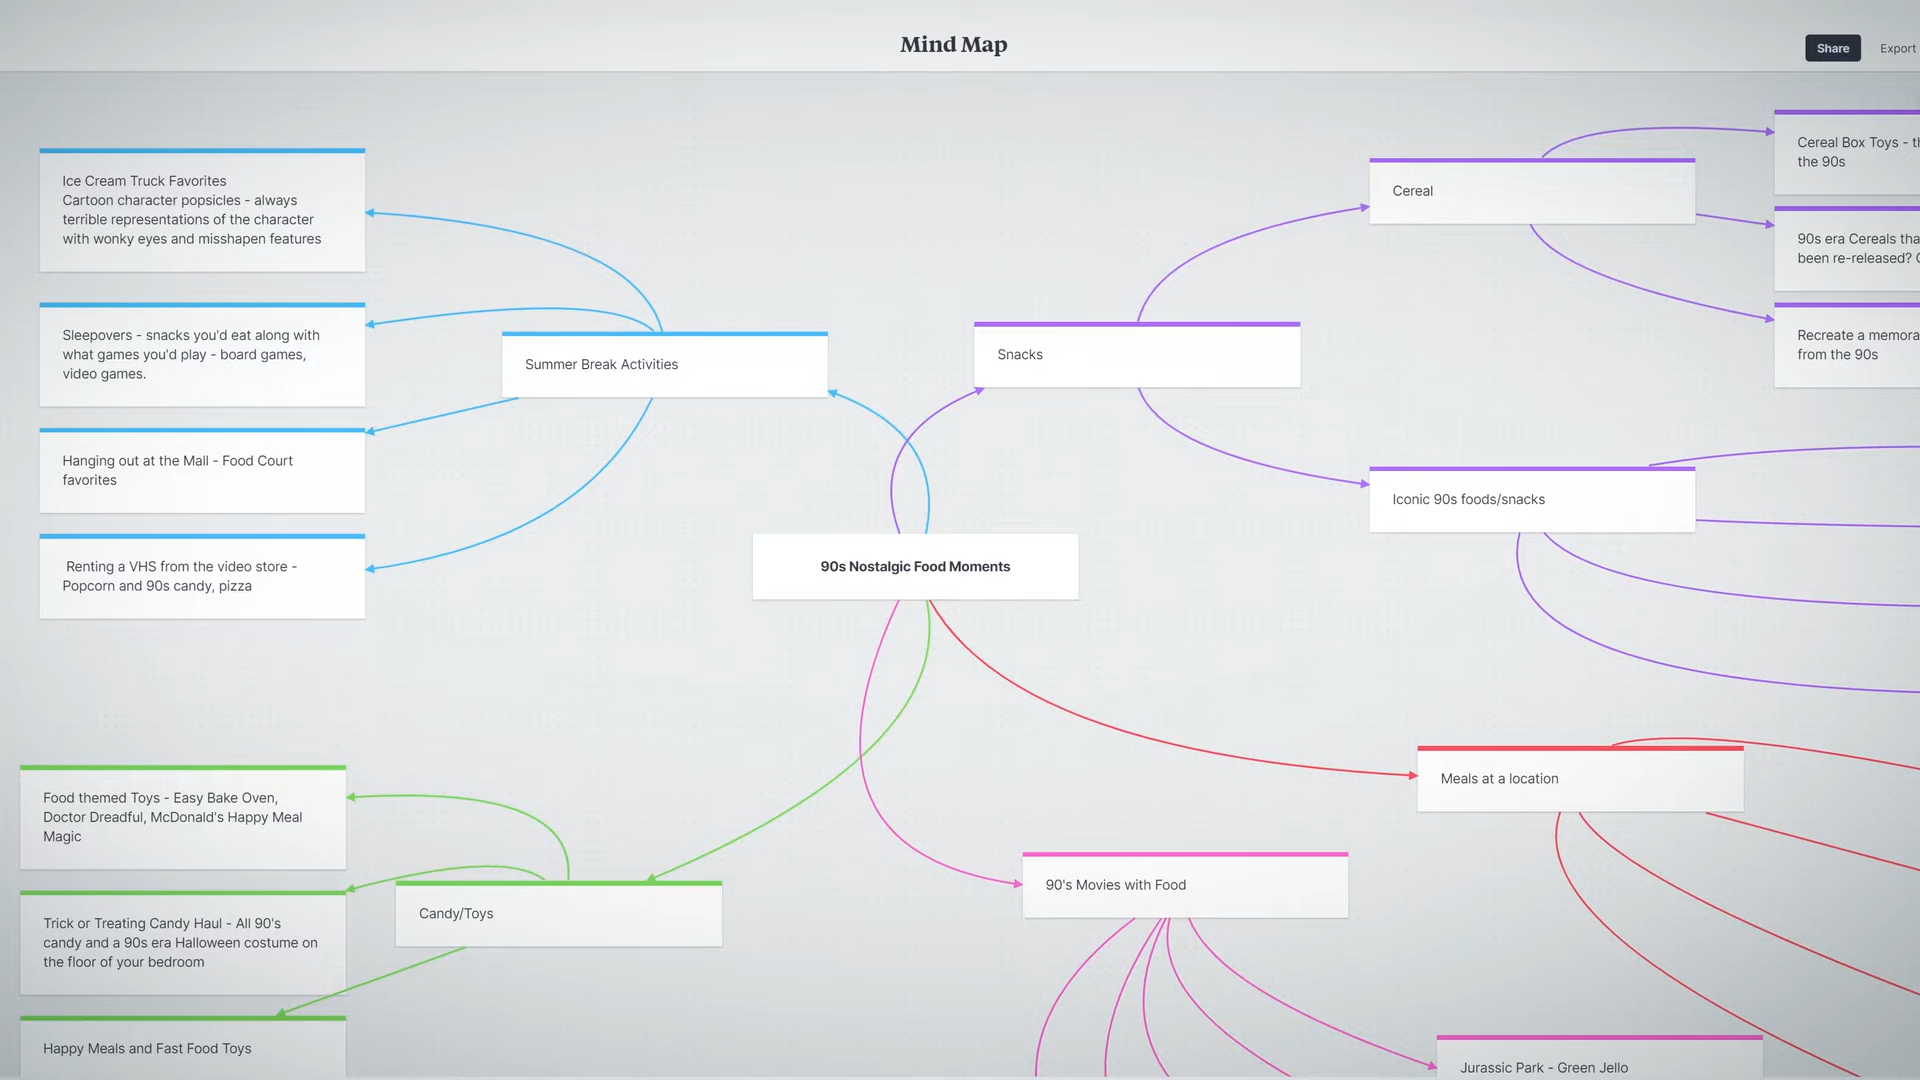 Mind Map
Share
Export
Ice Cream Truck Favorites
Cartoon character popsicles - always
terrible representations of the character
with wonky eyes and misshapen features
Sleepovers - snacks you'd eat along with
what games you'd play - board games,
video games.
Hanging out at the Mall - Food Court
favorites
Renting a VHS from the video store -
Popcorn and 90s candy, pizza
Summer Break Activities
Snacks
Cereal
Cereal Box Toys -
the 90s
90s era Cereals
been re-released?
Recreate a
from the 90s
Iconic 90s foods/snacks
90s Nostalgic Food Moments
Meals at a location
90's Movies with Food
Jurassic Park - Green Jello
Candy/Toys
Food themed Toys - Easy Bake Oven,
Doctor Dreadful, McDonald's Happy Meal
Magic
Trick or Treating Candy Haul - All 90's
candy and a 90s era Halloween costume on
the floor of your bedroom
Happy Meals and Fast Food Toys